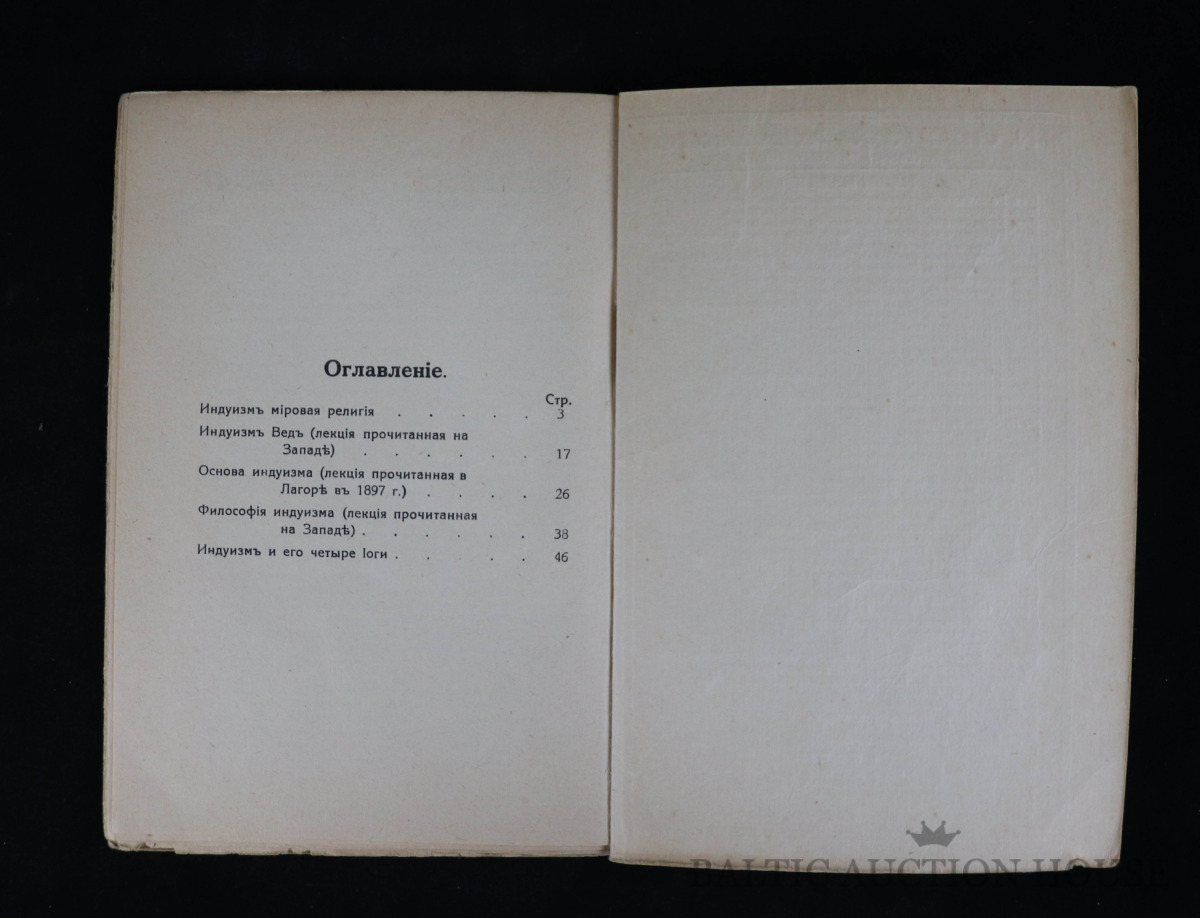 Оглавленіе.
Стр.
Индуизмъ міровая религія . . . . . 3
Индуизмъ Ведъ (лекція прочитанная на
Западѣ) . . . . . . 17
Основа индуизма (лекція прочитанная в
Лагорѣ въ 1897 г.) . . . . 26
Философія индуизма (лекція прочитанная
на Западѣ) . . . . . . 38
Индуизмъ и его четыре Іоги . . . . 46
BALTIC AUCTION HOUSE.